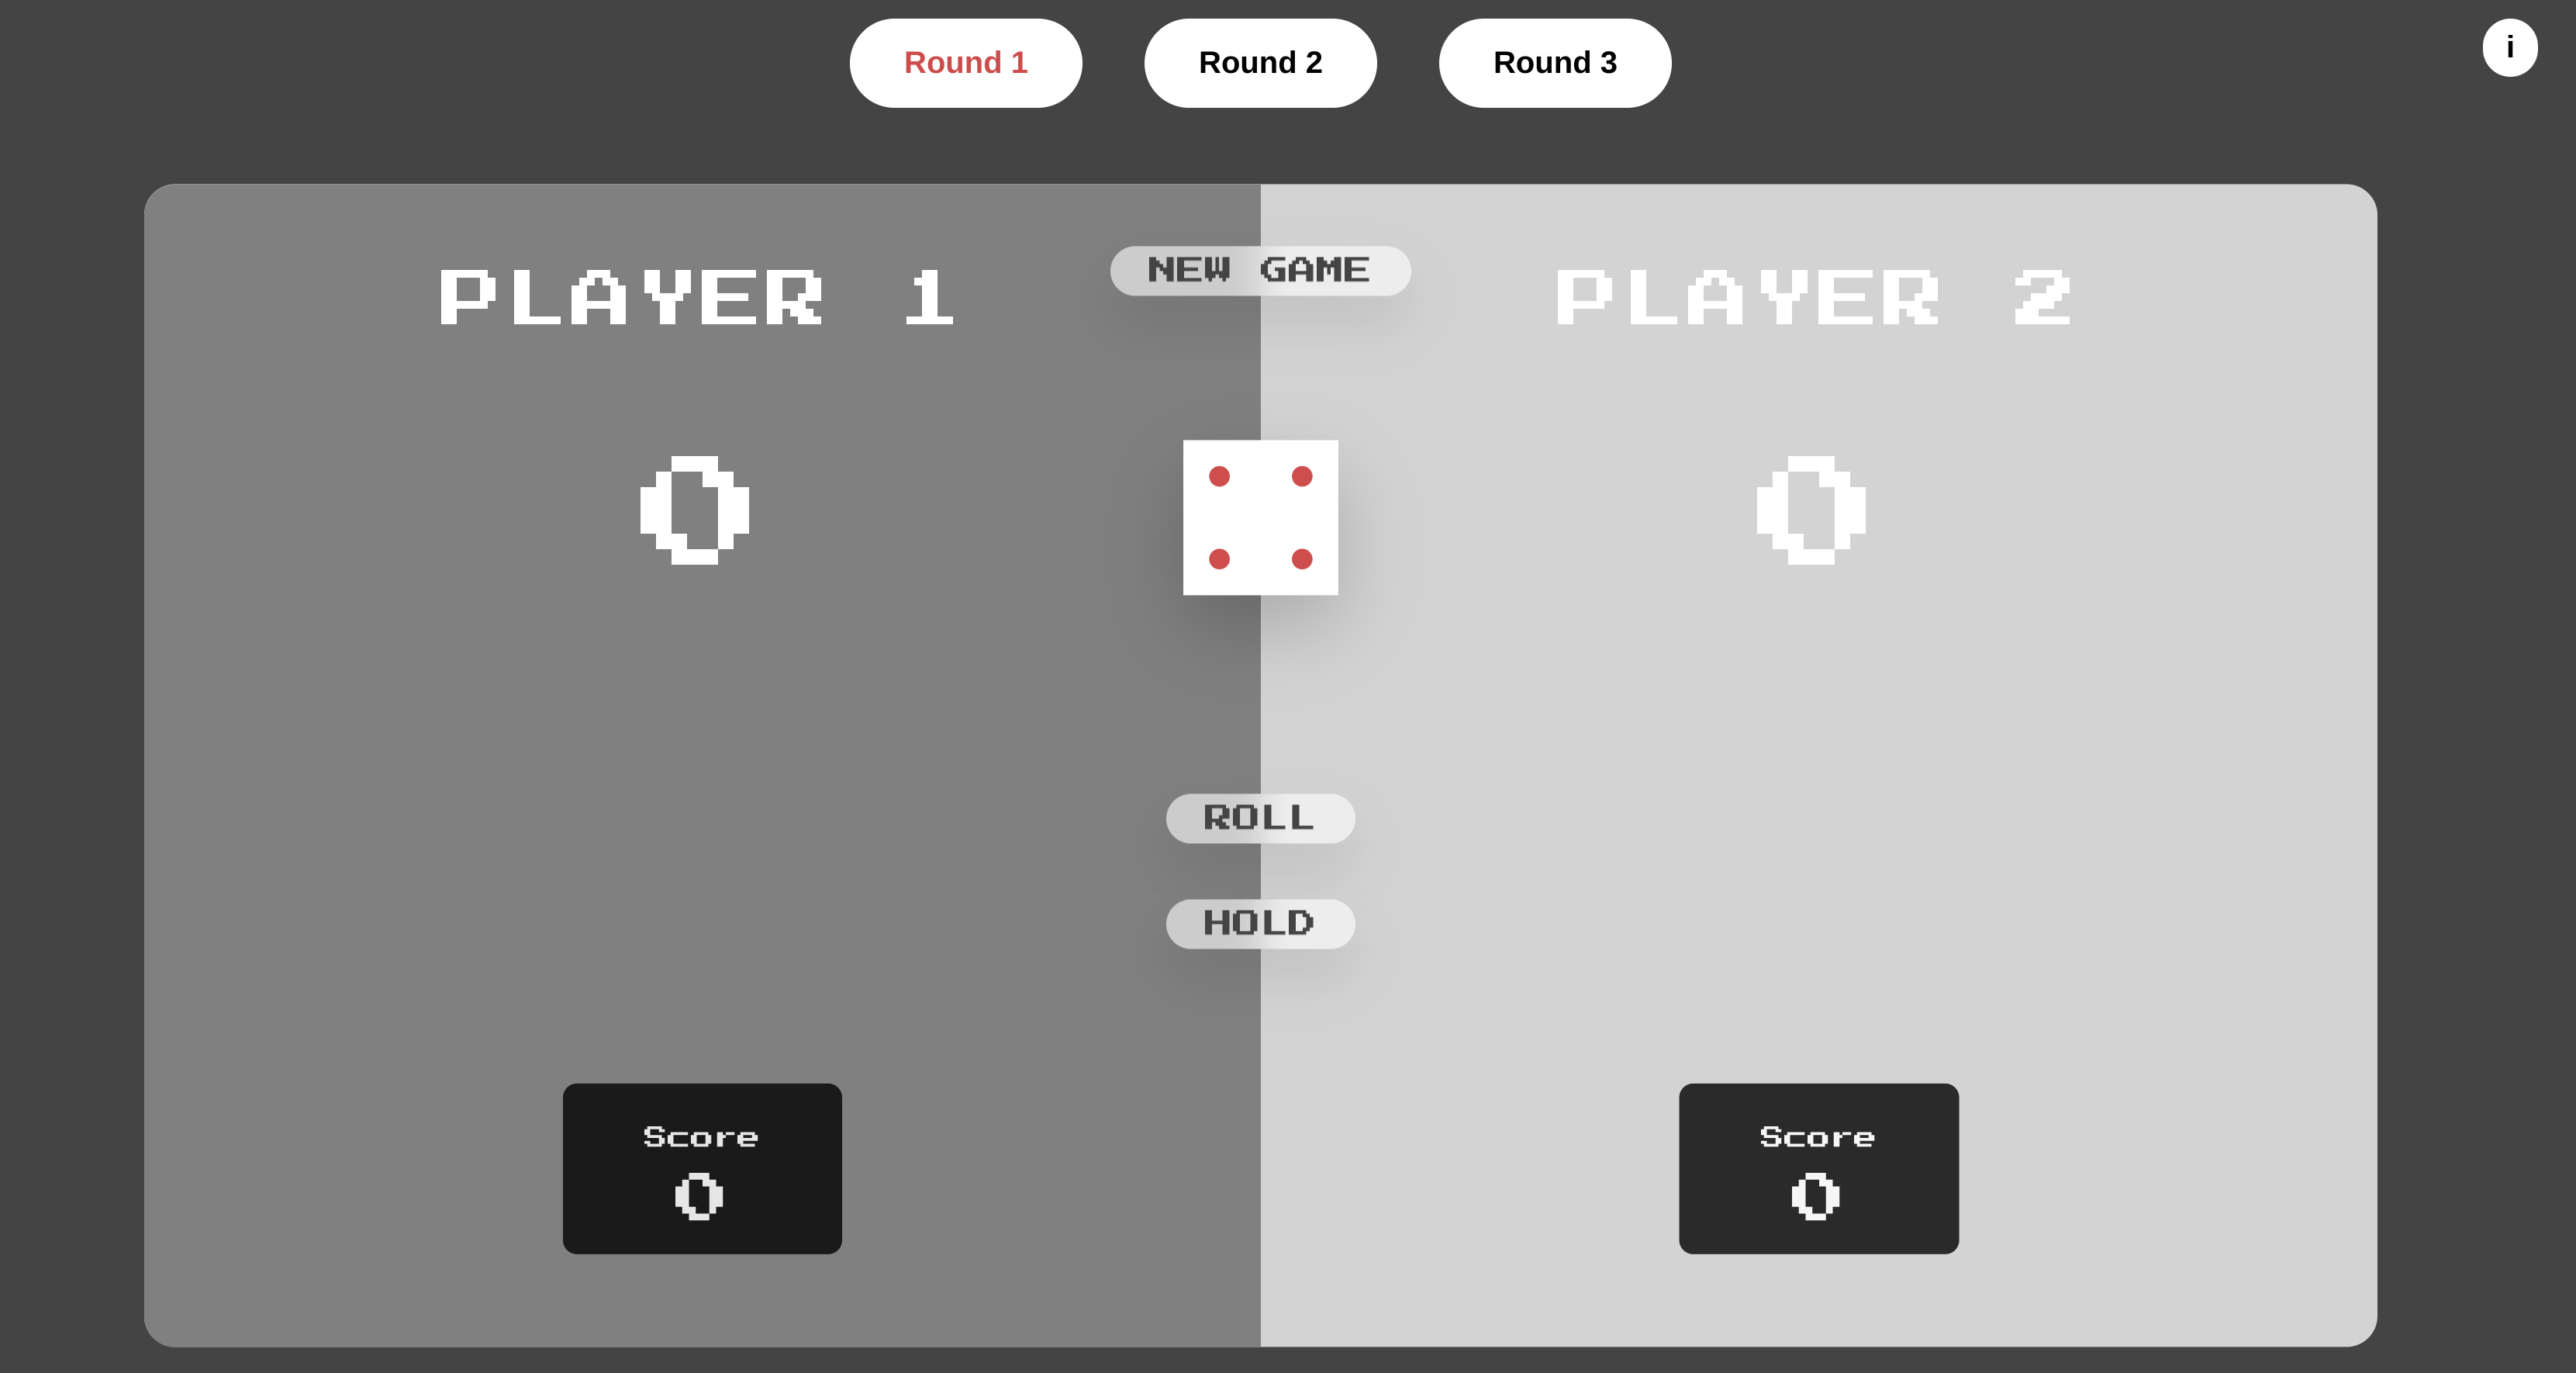 Round 1 Round 2 Round 3 i
PLAYER 1 NEW GAME PLAYER 2
0 0
ROLL
HOLD
Score Score
0 0